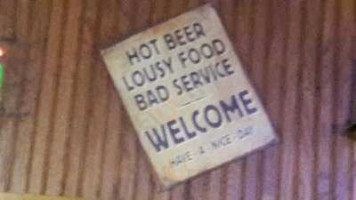 HOT BEER
LOUSY FOOD
BAD SERVICE
WELCOME
HAVE · A · NICE · DAY